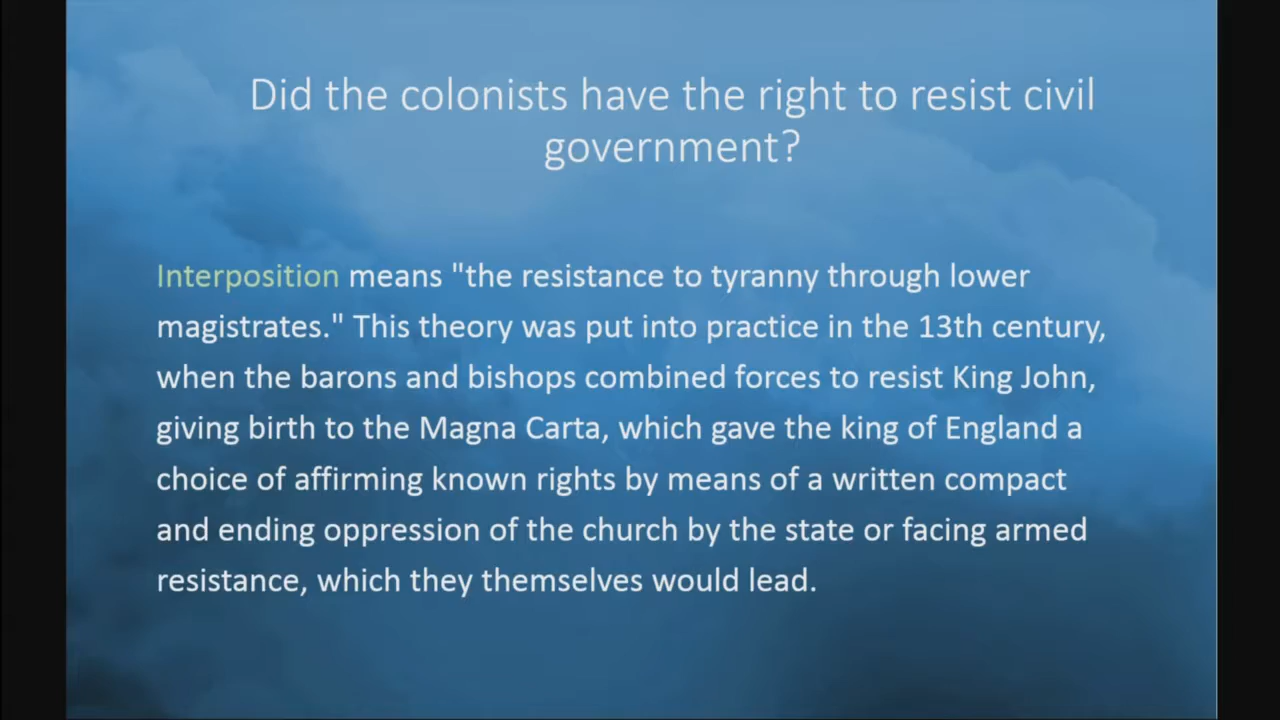 Did the colonists have the right to resist civil
government?
Interposition means "the resistance to tyranny through lower
magistrates." This theory was put into practice in the 13th century,
when the barons and bishops combined forces to resist King John,
giving birth to the Magna Carta, which gave the king of England a
choice of affirming known rights by means of a written compact
and ending oppression of the church by the state or facing armed
resistance, which they themselves would lead.